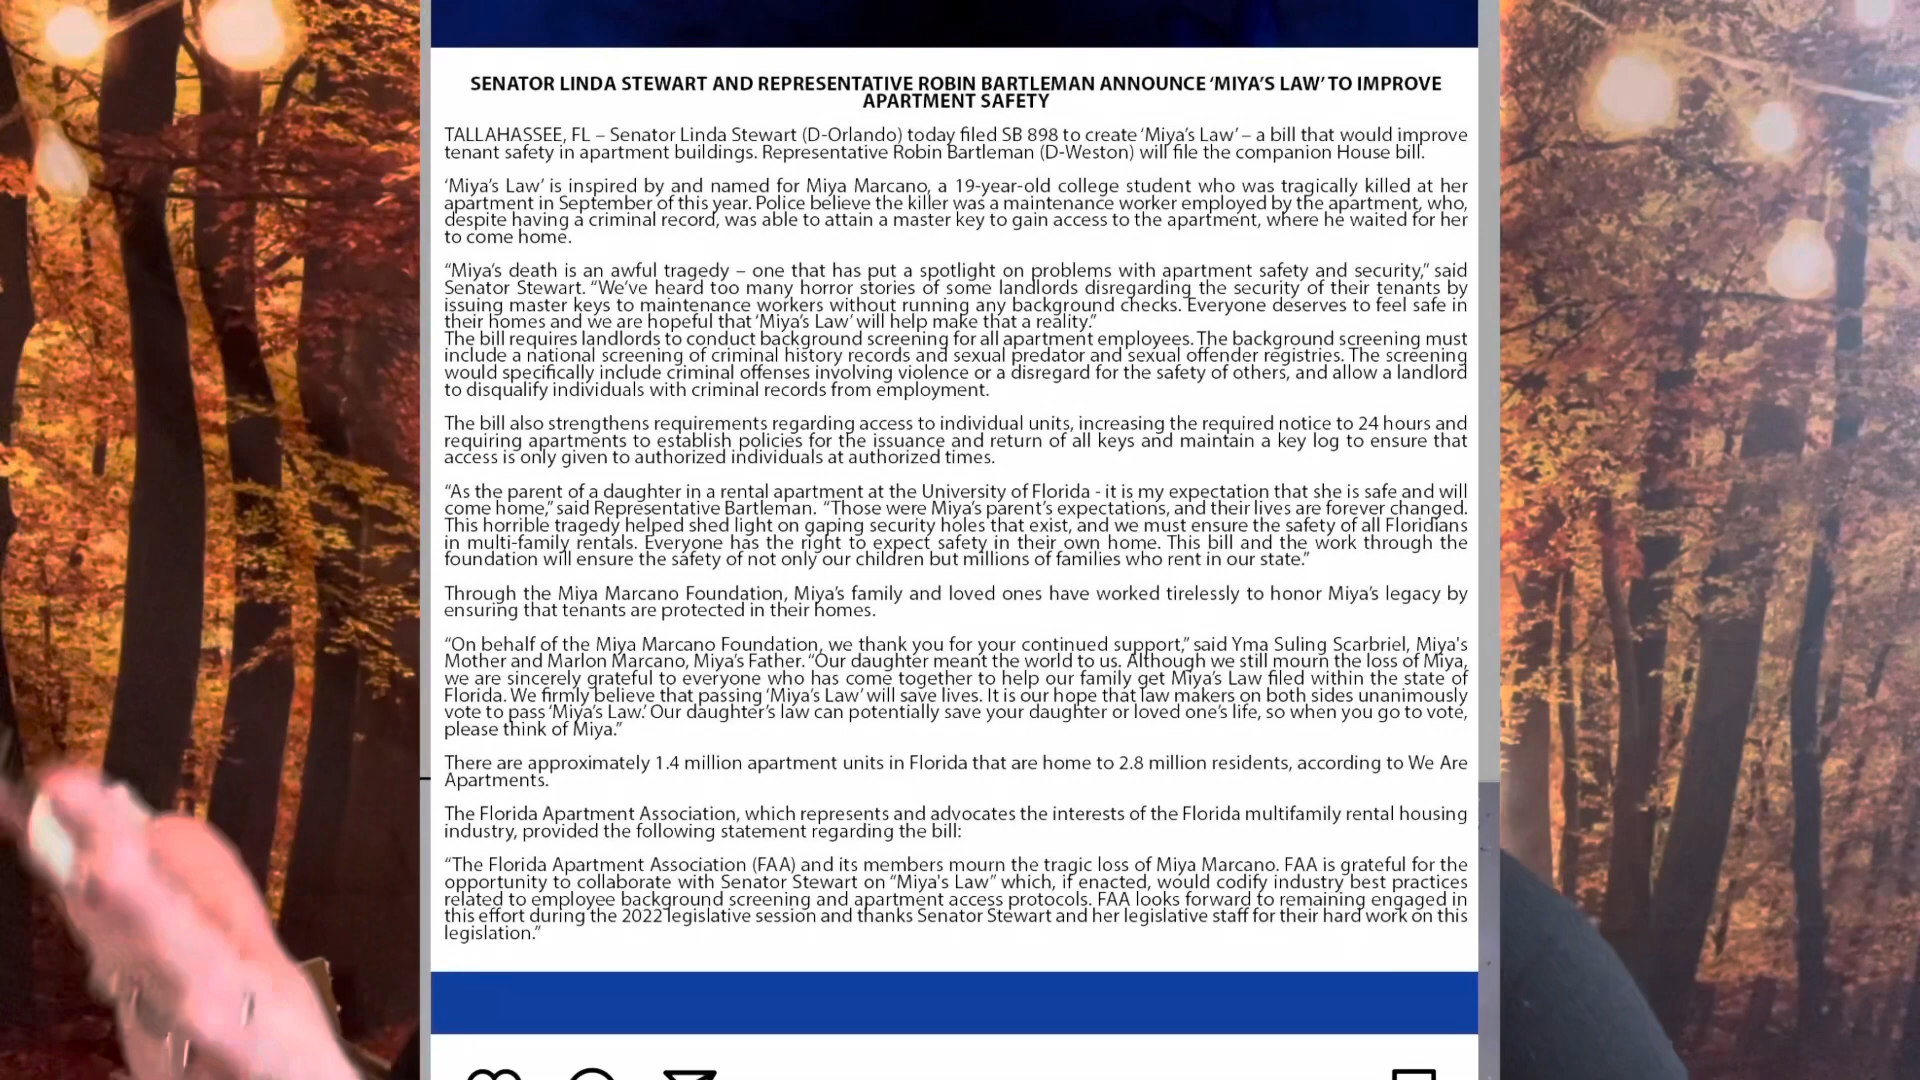 SENATOR LINDA STEWART AND REPRESENTATIVE ROBIN BARTLEMAN ANNOUNCE ‘MIYA’S LAW’ TO IMPROVE
APARTMENT SAFETY
TALLAHASSEE, FL – Senator Linda Stewart (D-Orlando) today filed SB 898 to create ‘Miya’s Law’ – a bill that would improve
tenant safety in apartment buildings. Representative Robin Bartleman (D-Weston) will file the companion House bill.
‘Miya’s Law’ is inspired by and named for Miya Marcano, a 19-year-old college student who was tragically killed at her
apartment in September of this year. Police believe the killer was a maintenance worker employed by the apartment, who,
despite having a criminal record, was able to attain a master key to gain access to the apartment, where he waited for her
to come home.
“Miya’s death is an awful tragedy – one that has put a spotlight on problems with apartment safety and security,” said
Senator Stewart. “We’ve heard too many horror stories of some landlords disregarding the security of their tenants by
issuing master keys to maintenance workers without running any background checks. Everyone deserves to feel safe in
their homes and we are hopeful that ‘Miya’s Law’ will help make that a reality.”
The bill requires landlords to conduct background screening for all apartment employees. The background screening must
include a national screening of criminal history records and sexual predator and sexual offender registries. The screening
would specifically include criminal offenses involving violence or a disregard for the safety of others, and allow a landlord
to disqualify individuals with criminal records from employment.
The bill also strengthens requirements regarding access to individual units, increasing the required notice to 24 hours and
requiring apartments to establish policies for the issuance and return of all keys and maintain a key log to ensure that
access is only given to authorized individuals at authorized times.
“As the parent of a daughter in a rental apartment at the University of Florida - it is my expectation that she is safe and will
come home,” said Representative Bartleman. “Those were Miya’s parent’s expectations, and their lives are forever changed.
This horrible tragedy helped shed light on gaping security holes that exist, and we must ensure the safety of all Floridians
in multi-family rentals. Everyone has the right to expect safety in their own home. This bill and the work through the
foundation will ensure the safety of not only our children but millions of families who rent in our state.”
Through the Miya Marcano Foundation, Miya’s family and loved ones have worked tirelessly to honor Miya’s legacy by
ensuring that tenants are protected in their homes.
“On behalf of the Miya Marcano Foundation, we thank you for your continued support,” said Yma Suling Scarbriel, Miya's
Mother and Marlon Marcano, Miya’s Father. “Our daughter meant the world to us. Although we still mourn the loss of Miya,
we are sincerely grateful to everyone who has come together to help our family get Miya’s Law filed within the state of
Florida. We firmly believe that passing ‘Miya’s Law’ will save lives. It is our hope that law makers on both sides unanimously
vote to pass ‘Miya’s Law.’ Our daughter’s law can potentially save your daughter or loved one’s life, so when you go to vote,
please think of Miya.”
There are approximately 1.4 million apartment units in Florida that are home to 2.8 million residents, according to We Are
Apartments.
The Florida Apartment Association, which represents and advocates the interests of the Florida multifamily rental housing
industry, provided the following statement regarding the bill:
“The Florida Apartment Association (FAA) and its members mourn the tragic loss of Miya Marcano. FAA is grateful for the
opportunity to collaborate with Senator Stewart on “Miya's Law” which, if enacted, would codify industry best practices
related to employee background screening and apartment access protocols. FAA looks forward to remaining engaged in
this effort during the 2022 legislative session and thanks Senator Stewart and her legislative staff for their hard work on this
legislation.”